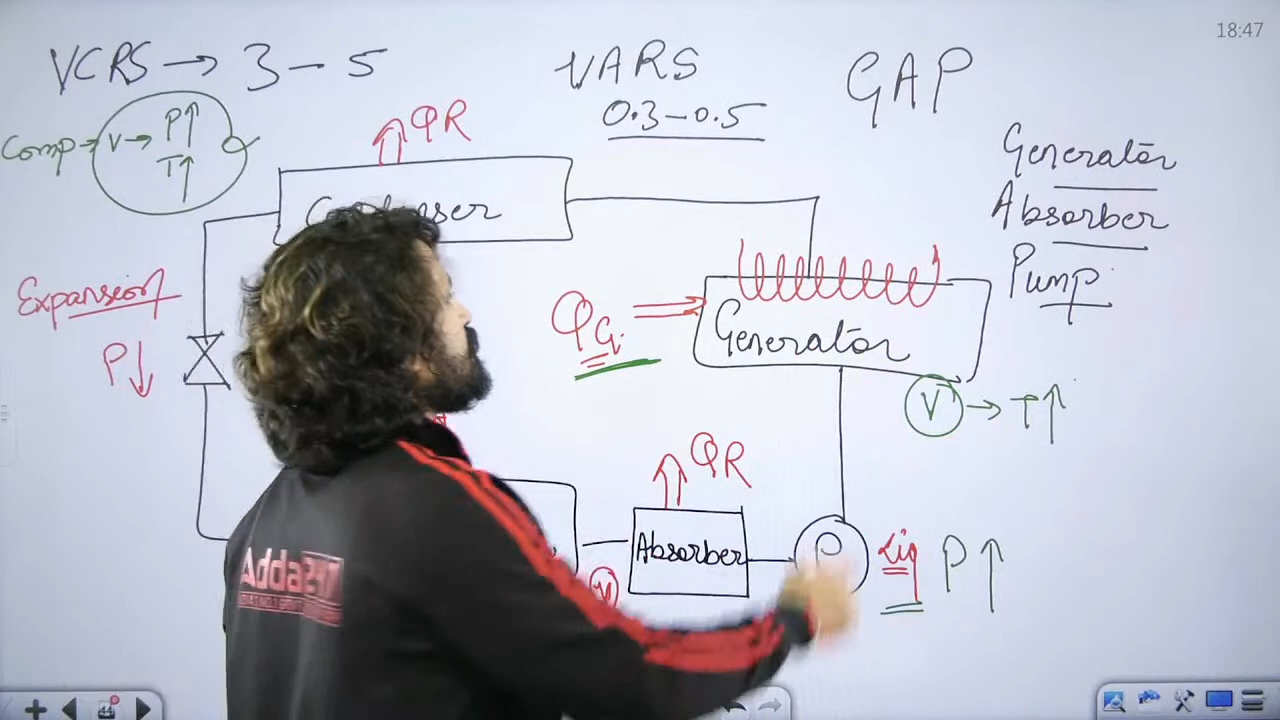 18:47
VCRS → 3 – 5
VARS
0.3 – 0.5
GAP
Generator
Absorber
Pump
Comp → V → P↑
T↑
↑ QR
Expansion
P↓
QG
Generator
V → T↑
↑ QR
Absorber
P
Liq P↑
V
Adda247